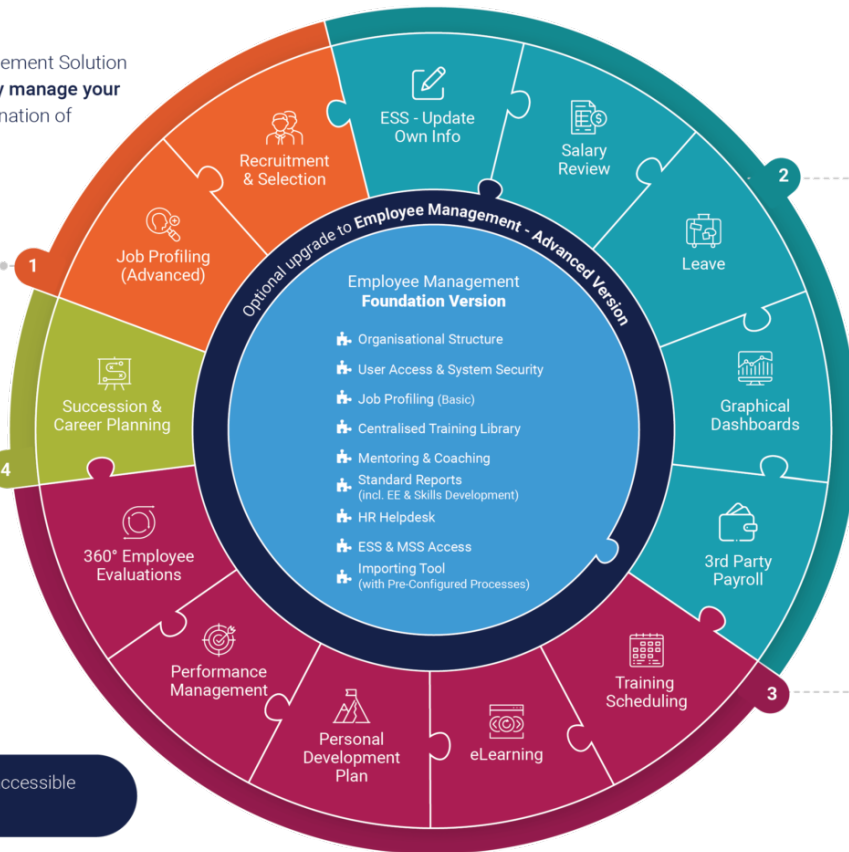 ement Solution
y manage your
nation of
ESS - Update
Own Info
Salary
Review
Leave
Graphical
Dashboards
3rd Party
Payroll
Training
Scheduling
eLearning
Personal
Development
Plan
Performance
Management
360° Employee
Evaluations
Succession &
Career Planning
Job Profiling
(Advanced)
Recruitment
& Selection
1
2
3
4
Optional upgrade to Employee Management - Advanced Version
Employee Management
Foundation Version
Organisational Structure
User Access & System Security
Job Profiling (Basic)
Centralised Training Library
Mentoring & Coaching
Standard Reports
(incl. EE & Skills Development)
HR Helpdesk
ESS & MSS Access
Importing Tool
(with Pre-Configured Processes)
ccessible